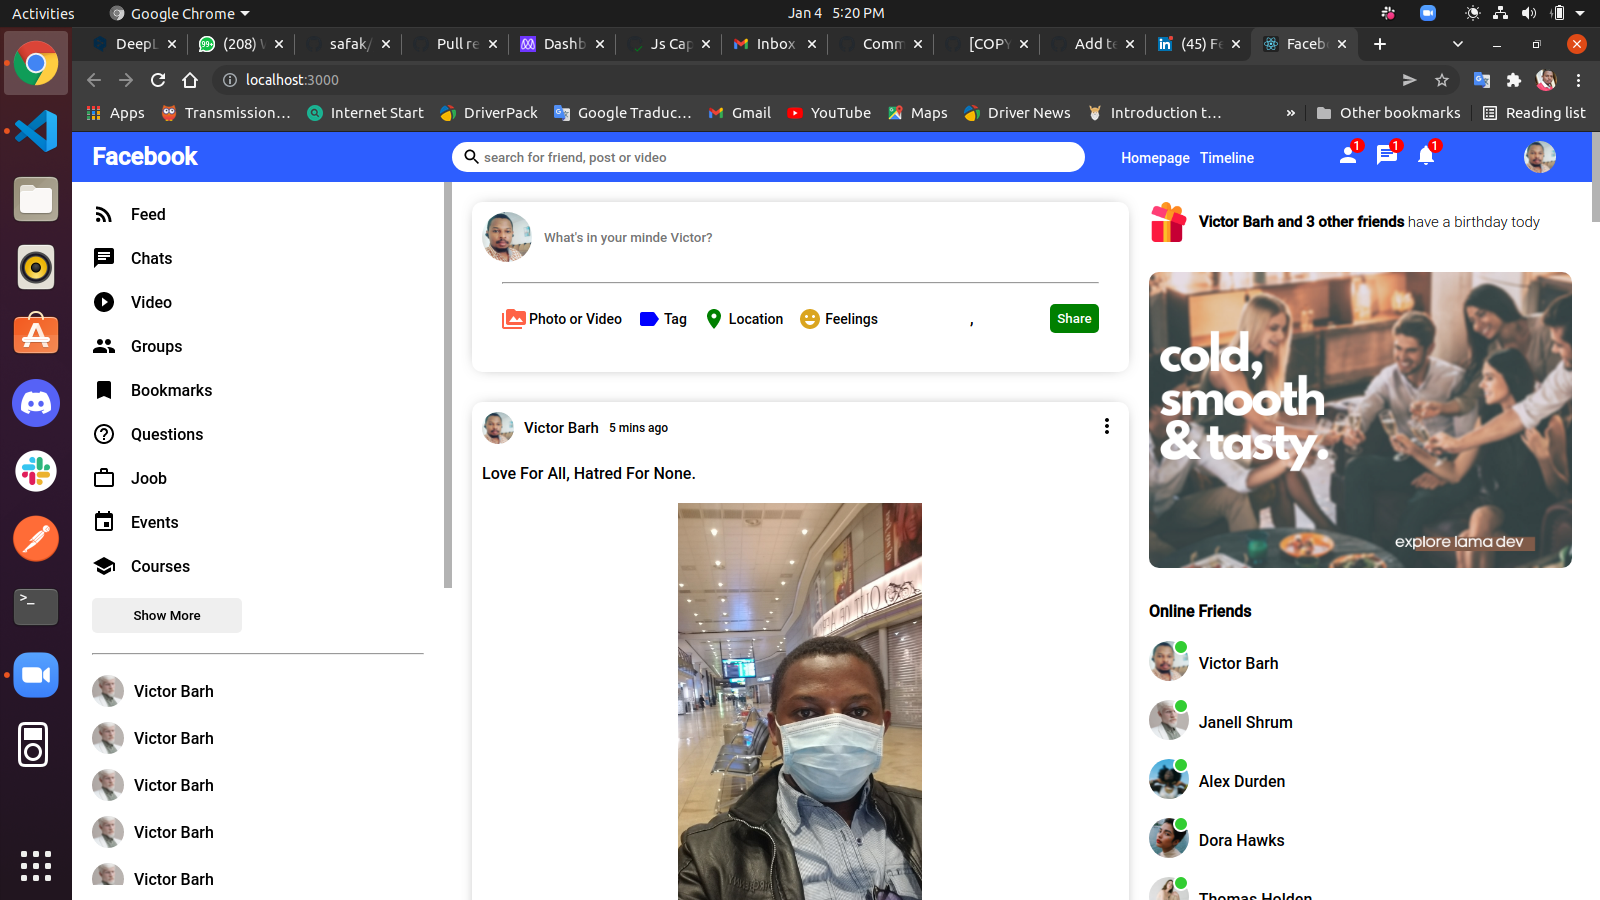 Activities Google Chrome Jan 4 5:20 PM
DeepL (208) W safak/ Pull re Dashb Js Cap Inbox Comm [COPY Add te (45) Fe Facebo
localhost:3000
Apps Transmission… Internet Start DriverPack Google Traduc… Gmail YouTube Maps Driver News Introduction t… » Other bookmarks Reading list
Facebook
search for friend, post or video
Homepage Timeline
1 1 1
Feed
Chats
Video
Groups
Bookmarks
Questions
Joob
Events
Courses
Show More
Victor Barh
Victor Barh
Victor Barh
Victor Barh
Victor Barh
What's in your minde Victor?
Photo or Video Tag Location Feelings , Share
Victor Barh 5 mins ago
Love For All, Hatred For None.
Victor Barh and 3 other friends have a birthday tody
cold,
smooth
& tasty.
explore lama dev
Online Friends
Victor Barh
Janell Shrum
Alex Durden
Dora Hawks
Thomas Holden